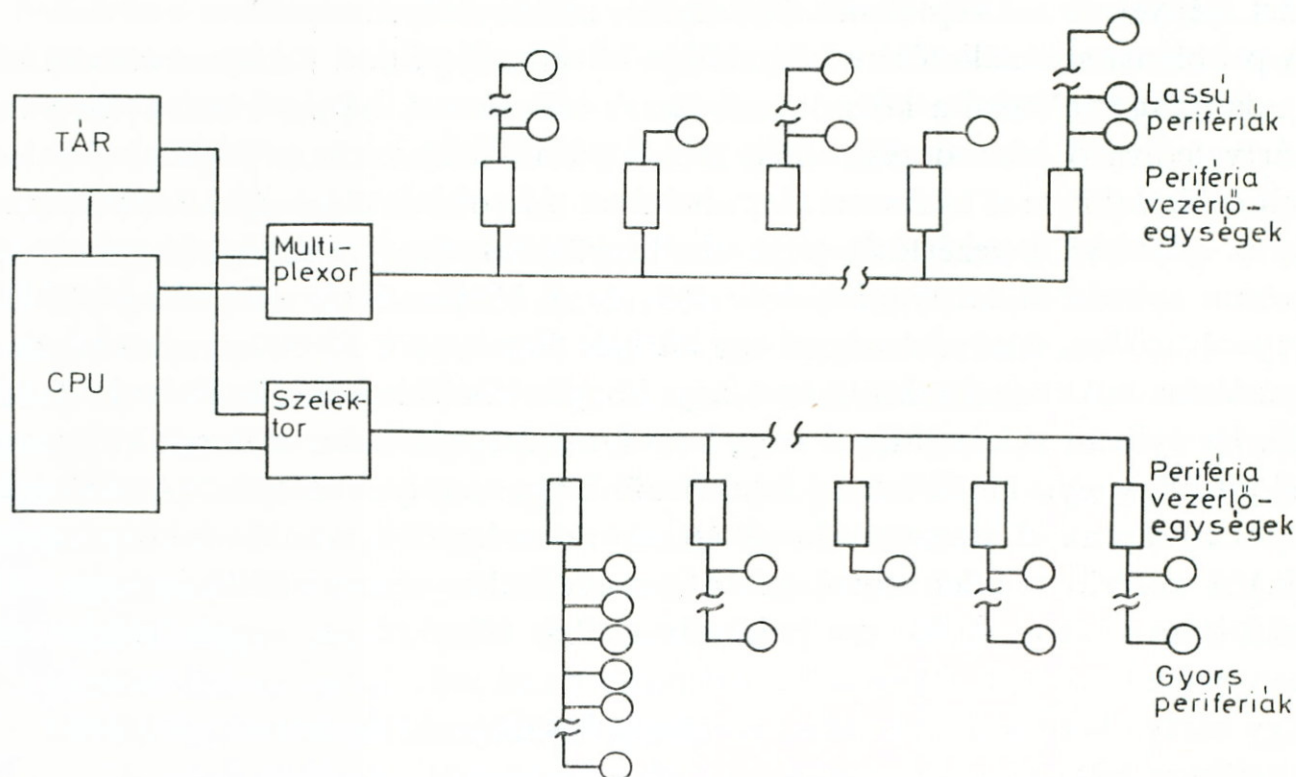 TÁR
CPU
Multi-
plexor
Szelek-
tor
Lassú
perifériák
Periféria
vezérlő-
egységek
Periféria
vezérlő-
egységek
Gyors
perifériák